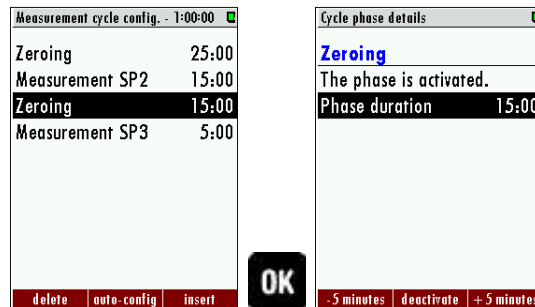 Measurement cycle config. - 1:00:00
Zeroing 25:00
Measurement SP2 15:00
Zeroing 15:00
Measurement SP3 5:00
delete auto-config insert
OK
Cycle phase details
Zeroing
The phase is activated.
Phase duration 15:00
- 5 minutes deactivate + 5 minutes